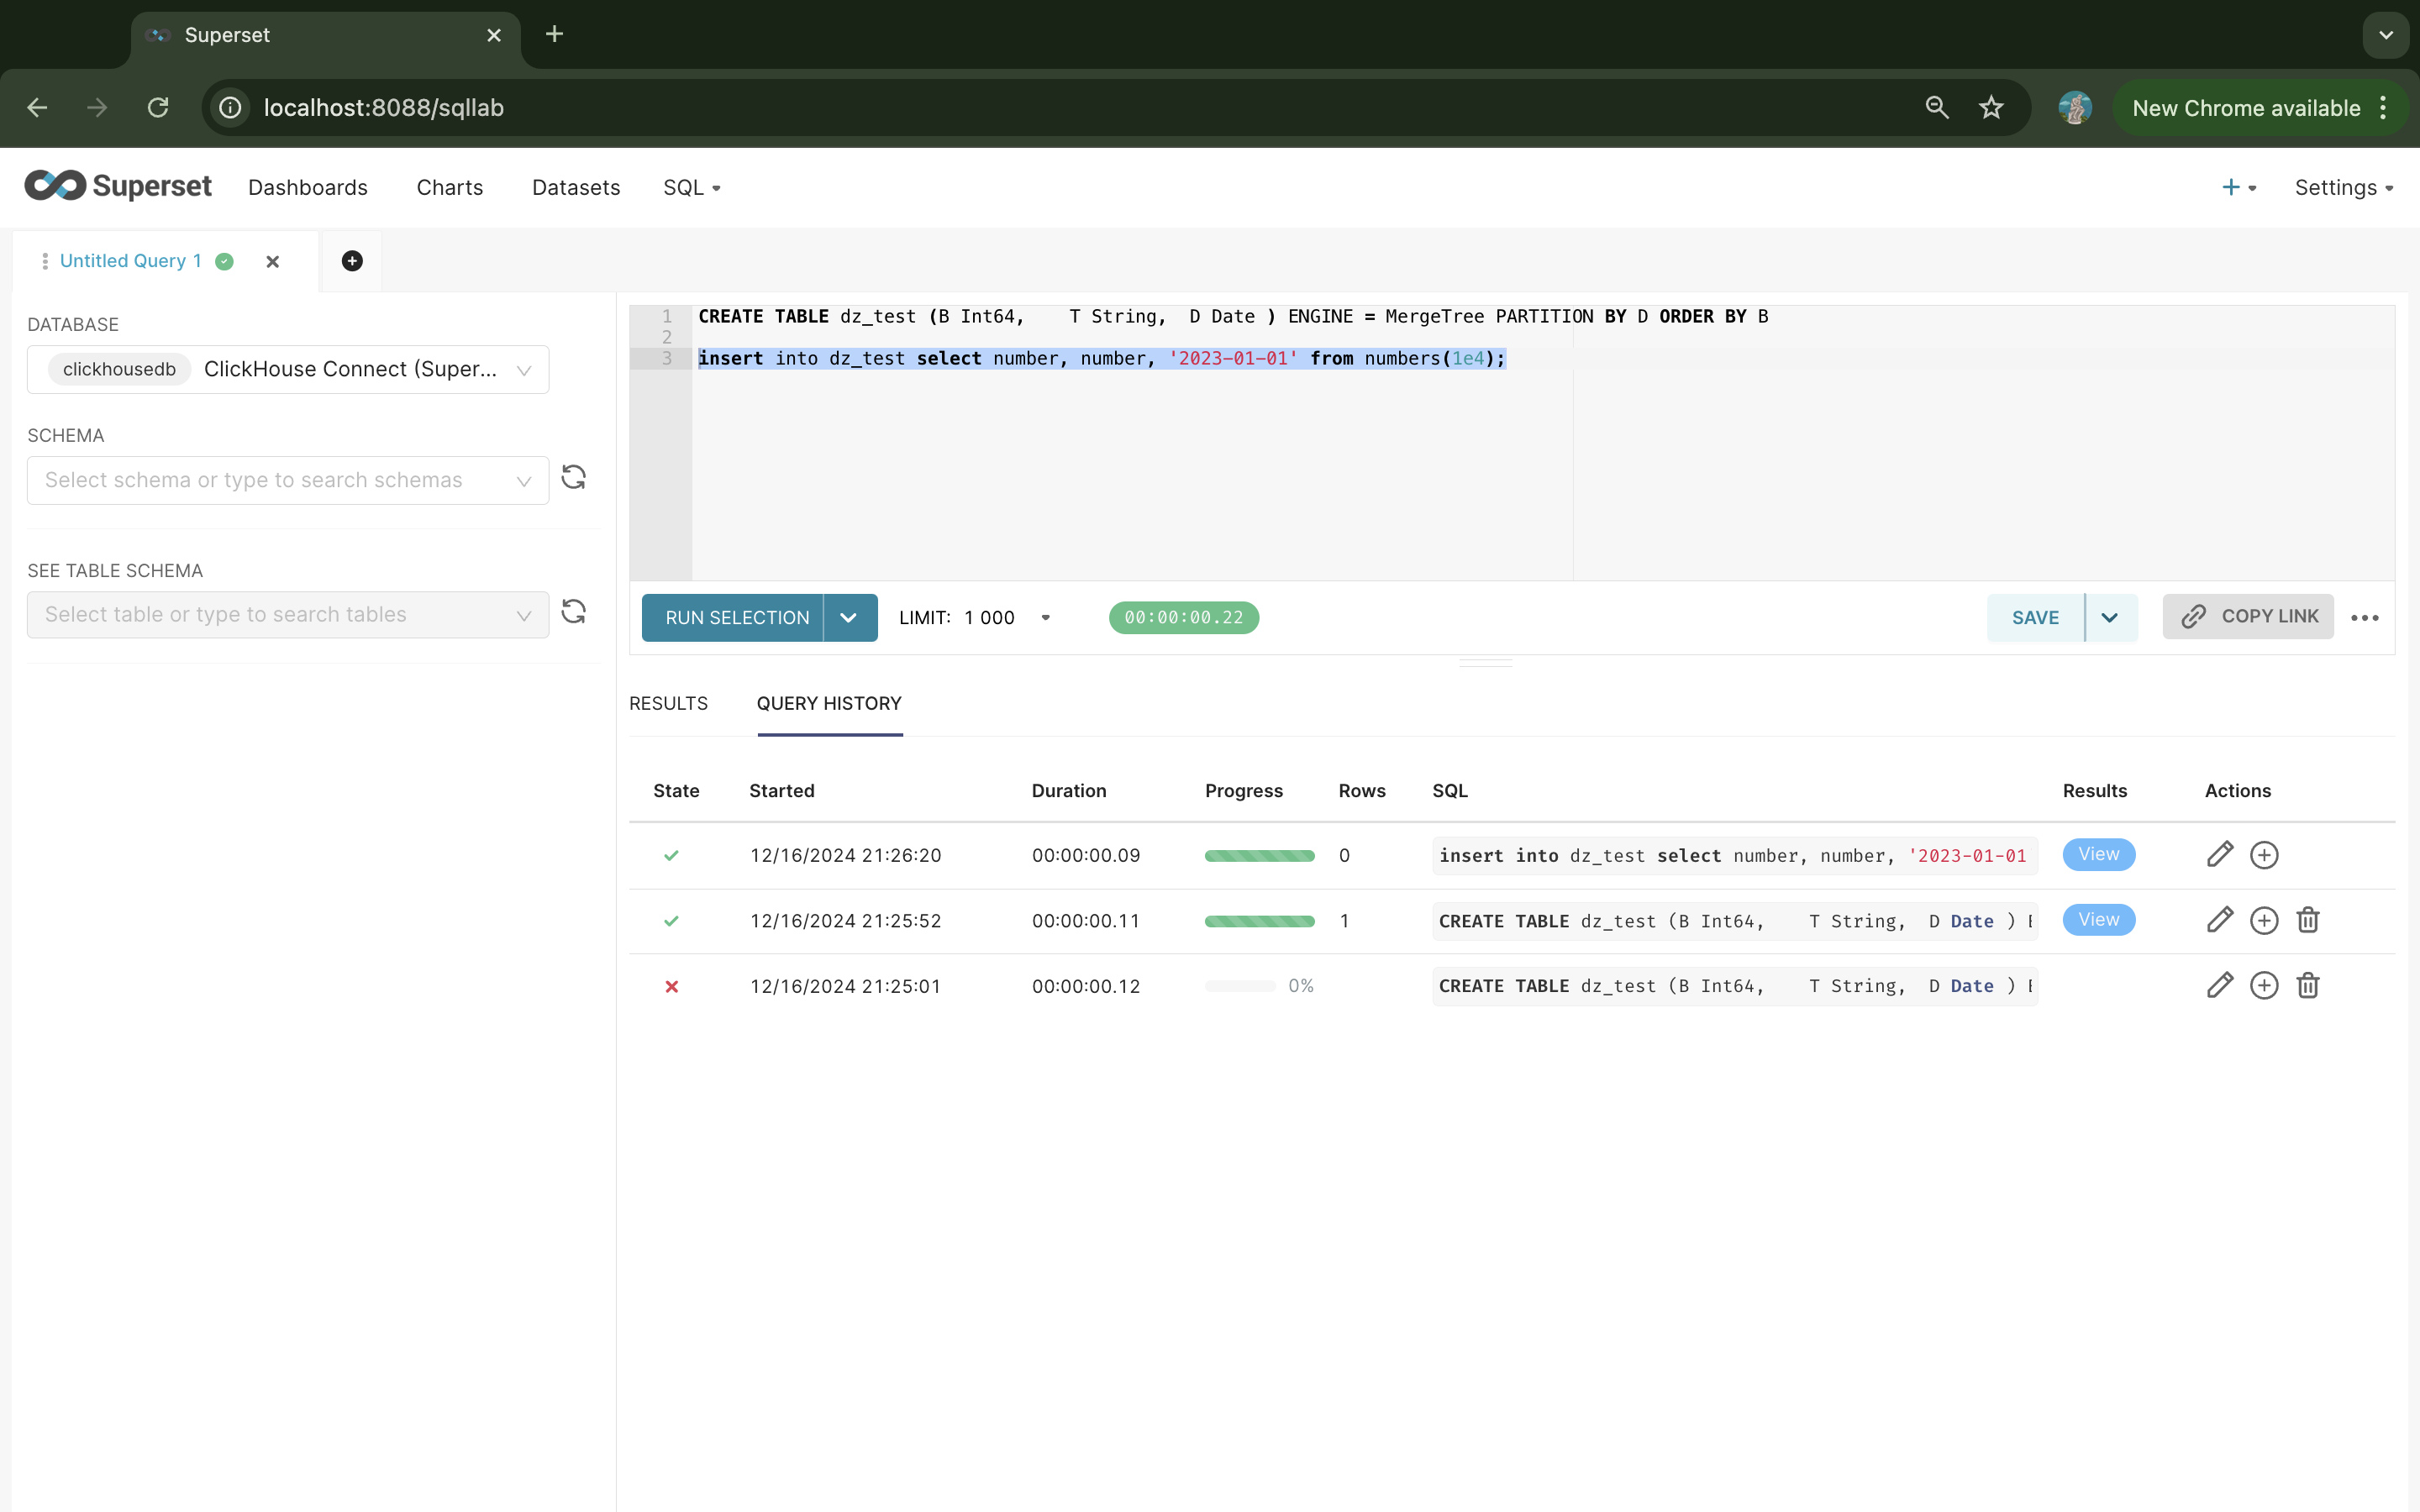 Superset
localhost:8088/sqllab
New Chrome available
Superset Dashboards Charts Datasets SQL Settings
Untitled Query 1
DATABASE
clickhousedb ClickHouse Connect (Super...
SCHEMA
Select schema or type to search schemas
SEE TABLE SCHEMA
Select table or type to search tables
1 CREATE TABLE dz_test (B Int64, T String, D Date ) ENGINE = MergeTree PARTITION BY D ORDER BY B
2
3 insert into dz_test select number, number, '2023-01-01' from numbers(1e4);
RUN SELECTION LIMIT: 1 000 00:00:00.22 SAVE COPY LINK
RESULTS QUERY HISTORY
State Started Duration Progress Rows SQL Results Actions
12/16/2024 21:26:20 00:00:00.09 0 insert into dz_test select number, number, '2023-01-01 View
12/16/2024 21:25:52 00:00:00.11 1 CREATE TABLE dz_test (B Int64, T String, D Date ) E View
12/16/2024 21:25:01 00:00:00.12 0% CREATE TABLE dz_test (B Int64, T String, D Date ) E